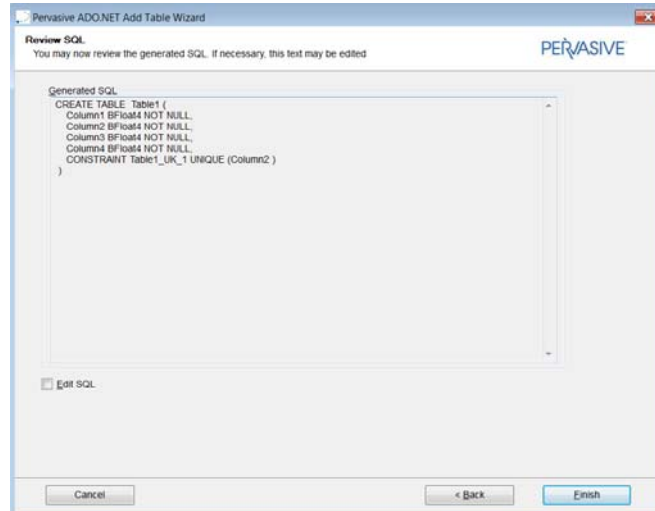 Pervasive ADO.NET Add Table Wizard
Review SQL
You may now review the generated SQL. If necessary, this text may be edited
PERVASIVE
Generated SQL
CREATE TABLE Table1 (
Column1 BFloat4 NOT NULL,
Column2 BFloat4 NOT NULL,
Column3 BFloat4 NOT NULL,
Column4 BFloat4 NOT NULL,
CONSTRAINT Table1_UK_1 UNIQUE (Column2 )
)
Edit SQL
Cancel
< Back
Finish